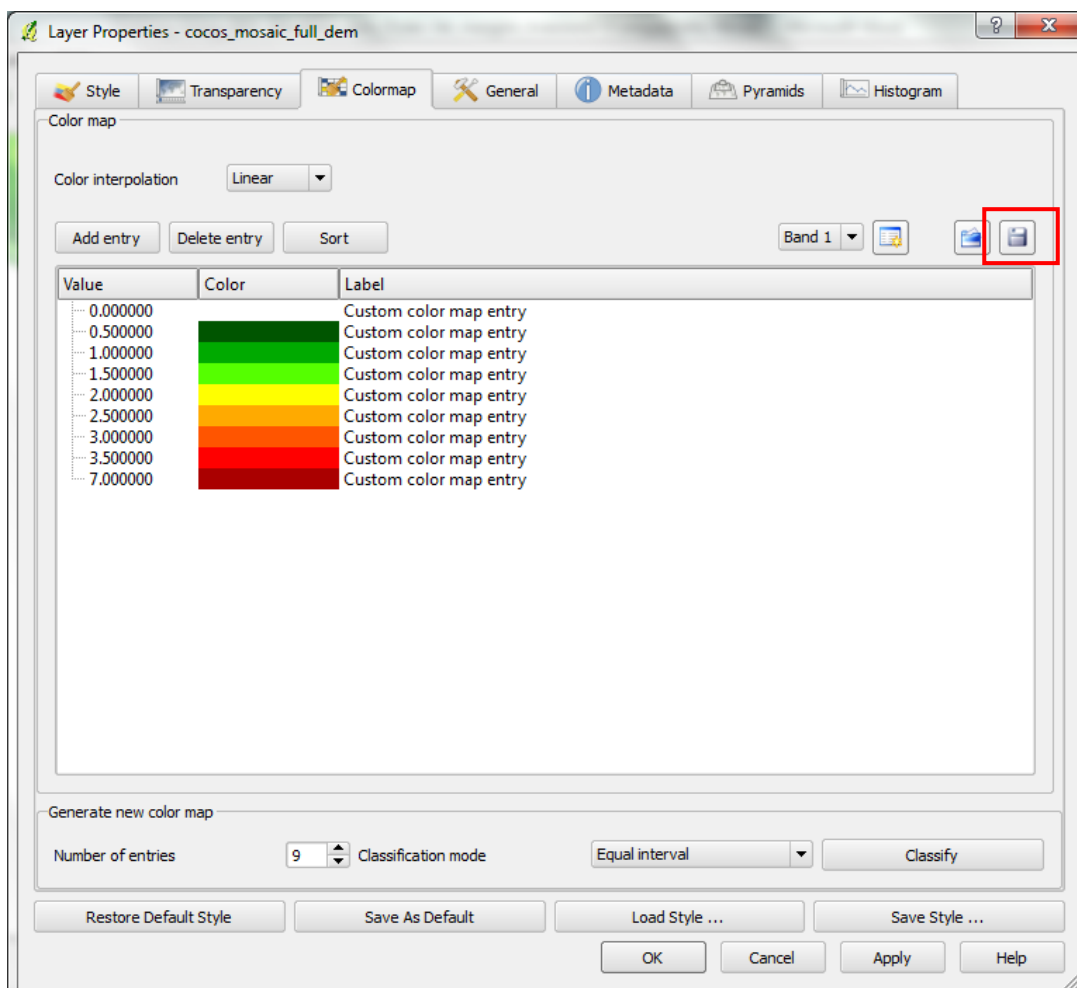 Layer Properties - cocos_mosaic_full_dem
?
X
Style Transparency Colormap General Metadata Pyramids Histogram
Color map
Color interpolation Linear
Add entry Delete entry Sort Band 1
Value Color Label
0.000000 Custom color map entry
0.500000 Custom color map entry
1.000000 Custom color map entry
1.500000 Custom color map entry
2.000000 Custom color map entry
2.500000 Custom color map entry
3.000000 Custom color map entry
3.500000 Custom color map entry
7.000000 Custom color map entry
Generate new color map
Number of entries 9 Classification mode Equal interval Classify
Restore Default Style Save As Default Load Style ... Save Style ...
OK Cancel Apply Help